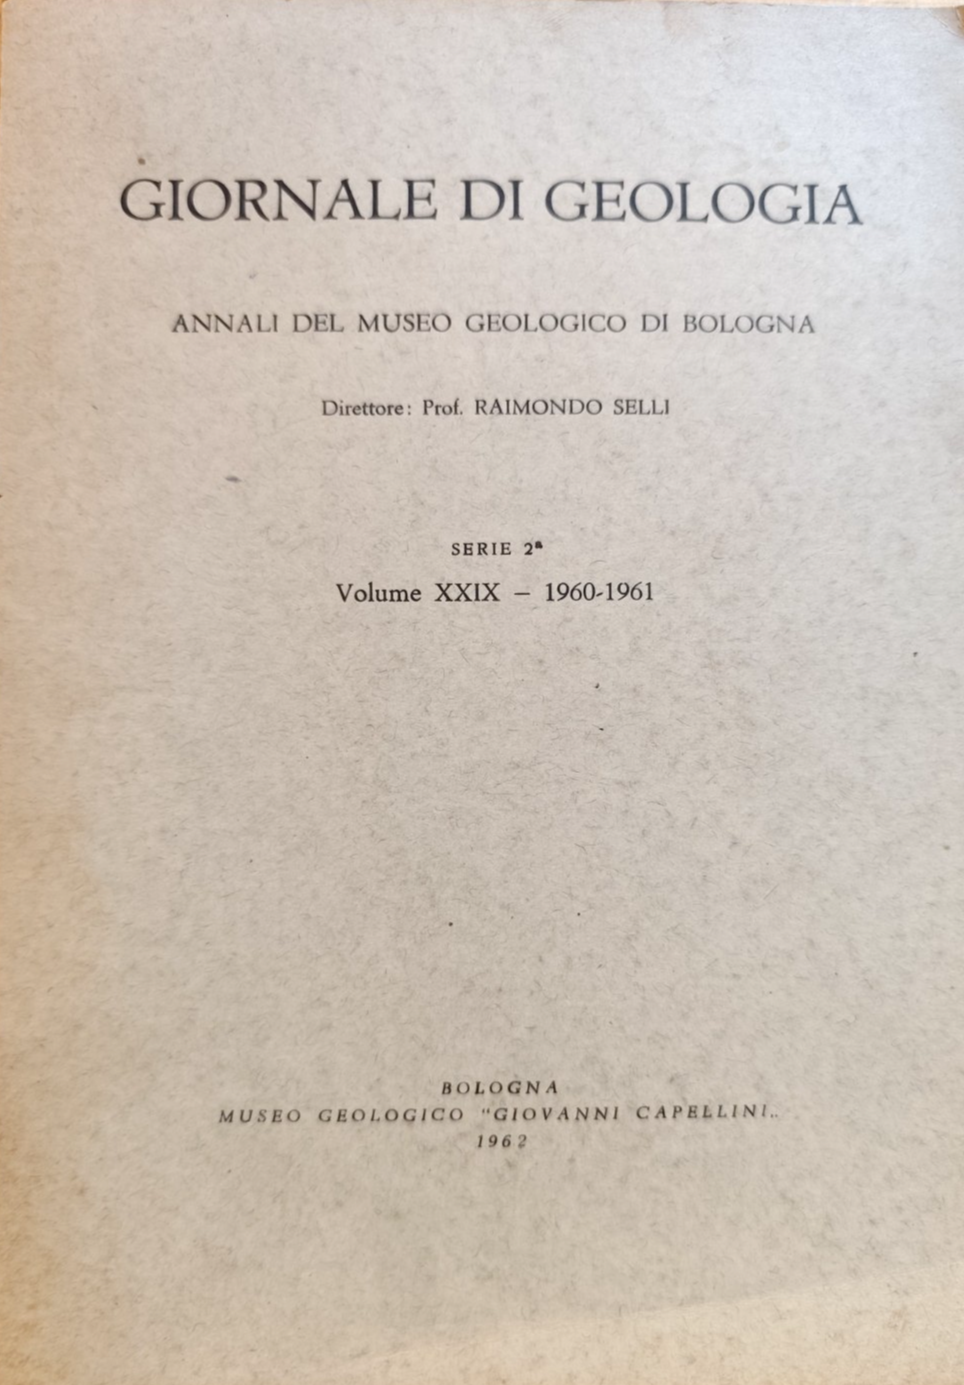 GIORNALE DI GEOLOGIA
ANNALI DEL MUSEO GEOLOGICO DI BOLOGNA
Direttore: Prof. RAIMONDO SELLI
SERIE 2ª
Volume XXIX – 1960-1961
BOLOGNA
MUSEO GEOLOGICO "GIOVANNI CAPELLINI„
1962